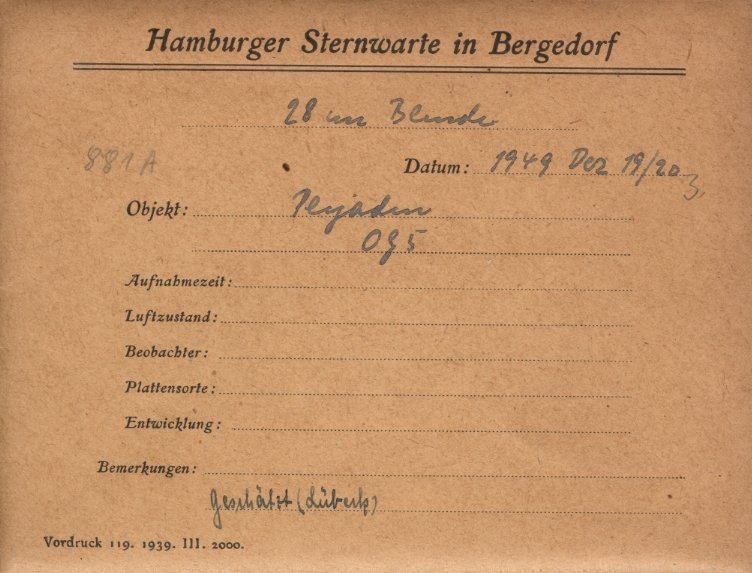 Hamburger Sternwarte in Bergedorf
28 cm Blende
881A
Datum: 1949 Dez 19/20
Objekt: Plejaden
OG5
Aufnahmezeit:
Luftzustand:
Beobachter:
Plattensorte:
Entwicklung:
Bemerkungen:
Geschätzt (Lübeck)
Vordruck 119. 1939. III. 2000.